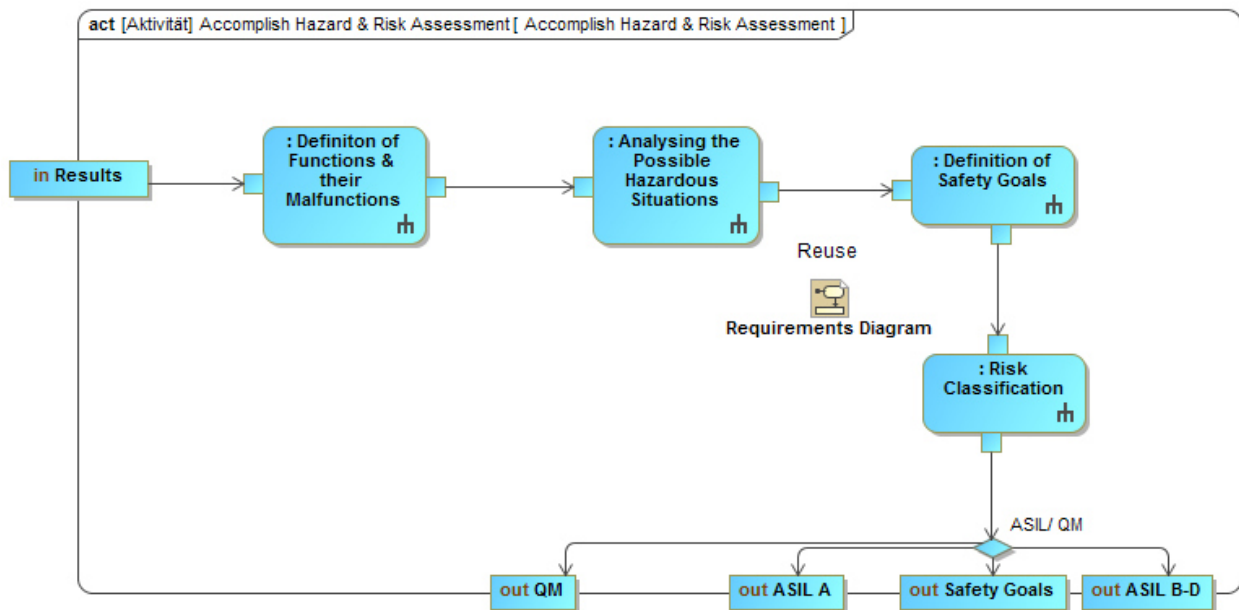 act [Aktivität] Accomplish Hazard & Risk Assessment [ Accomplish Hazard & Risk Assessment ]
in Results
: Definiton of
Functions &
their
Malfunctions
: Analysing the
Possible
Hazardous
Situations
: Definition of
Safety Goals
Reuse
Requirements Diagram
: Risk
Classification
ASIL/ QM
out QM
out ASIL A
out Safety Goals
out ASIL B-D